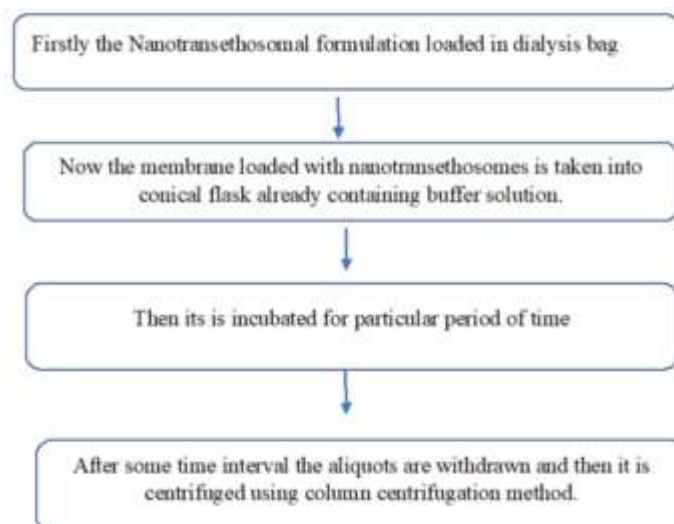 Firstly the Nanotransethosomal formulation loaded in dialysis bag
Now the membrane loaded with nanotransethosomes is taken into
conical flask already containing buffer solution.
Then its is incubated for particular period of time
After some time interval the aliquots are withdrawn and then it is
centrifuged using column centrifugation method.